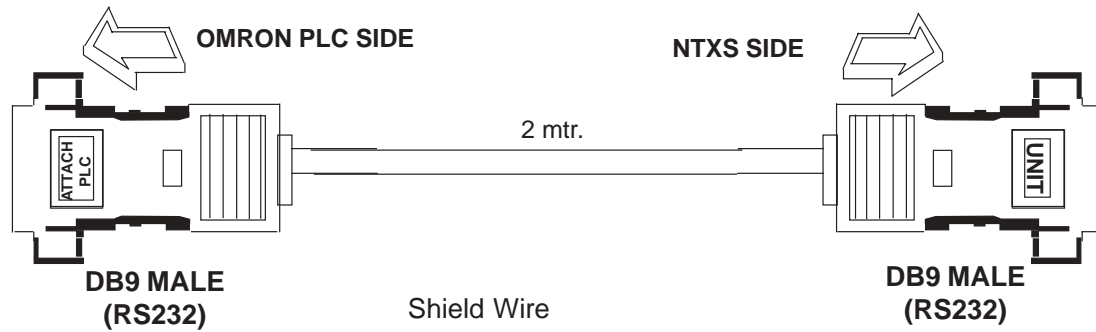 OMRON PLC SIDE
NTXS SIDE
2 mtr.
ATTACH
PLC
UNIT
DB9 MALE
(RS232)
DB9 MALE
(RS232)
Shield Wire